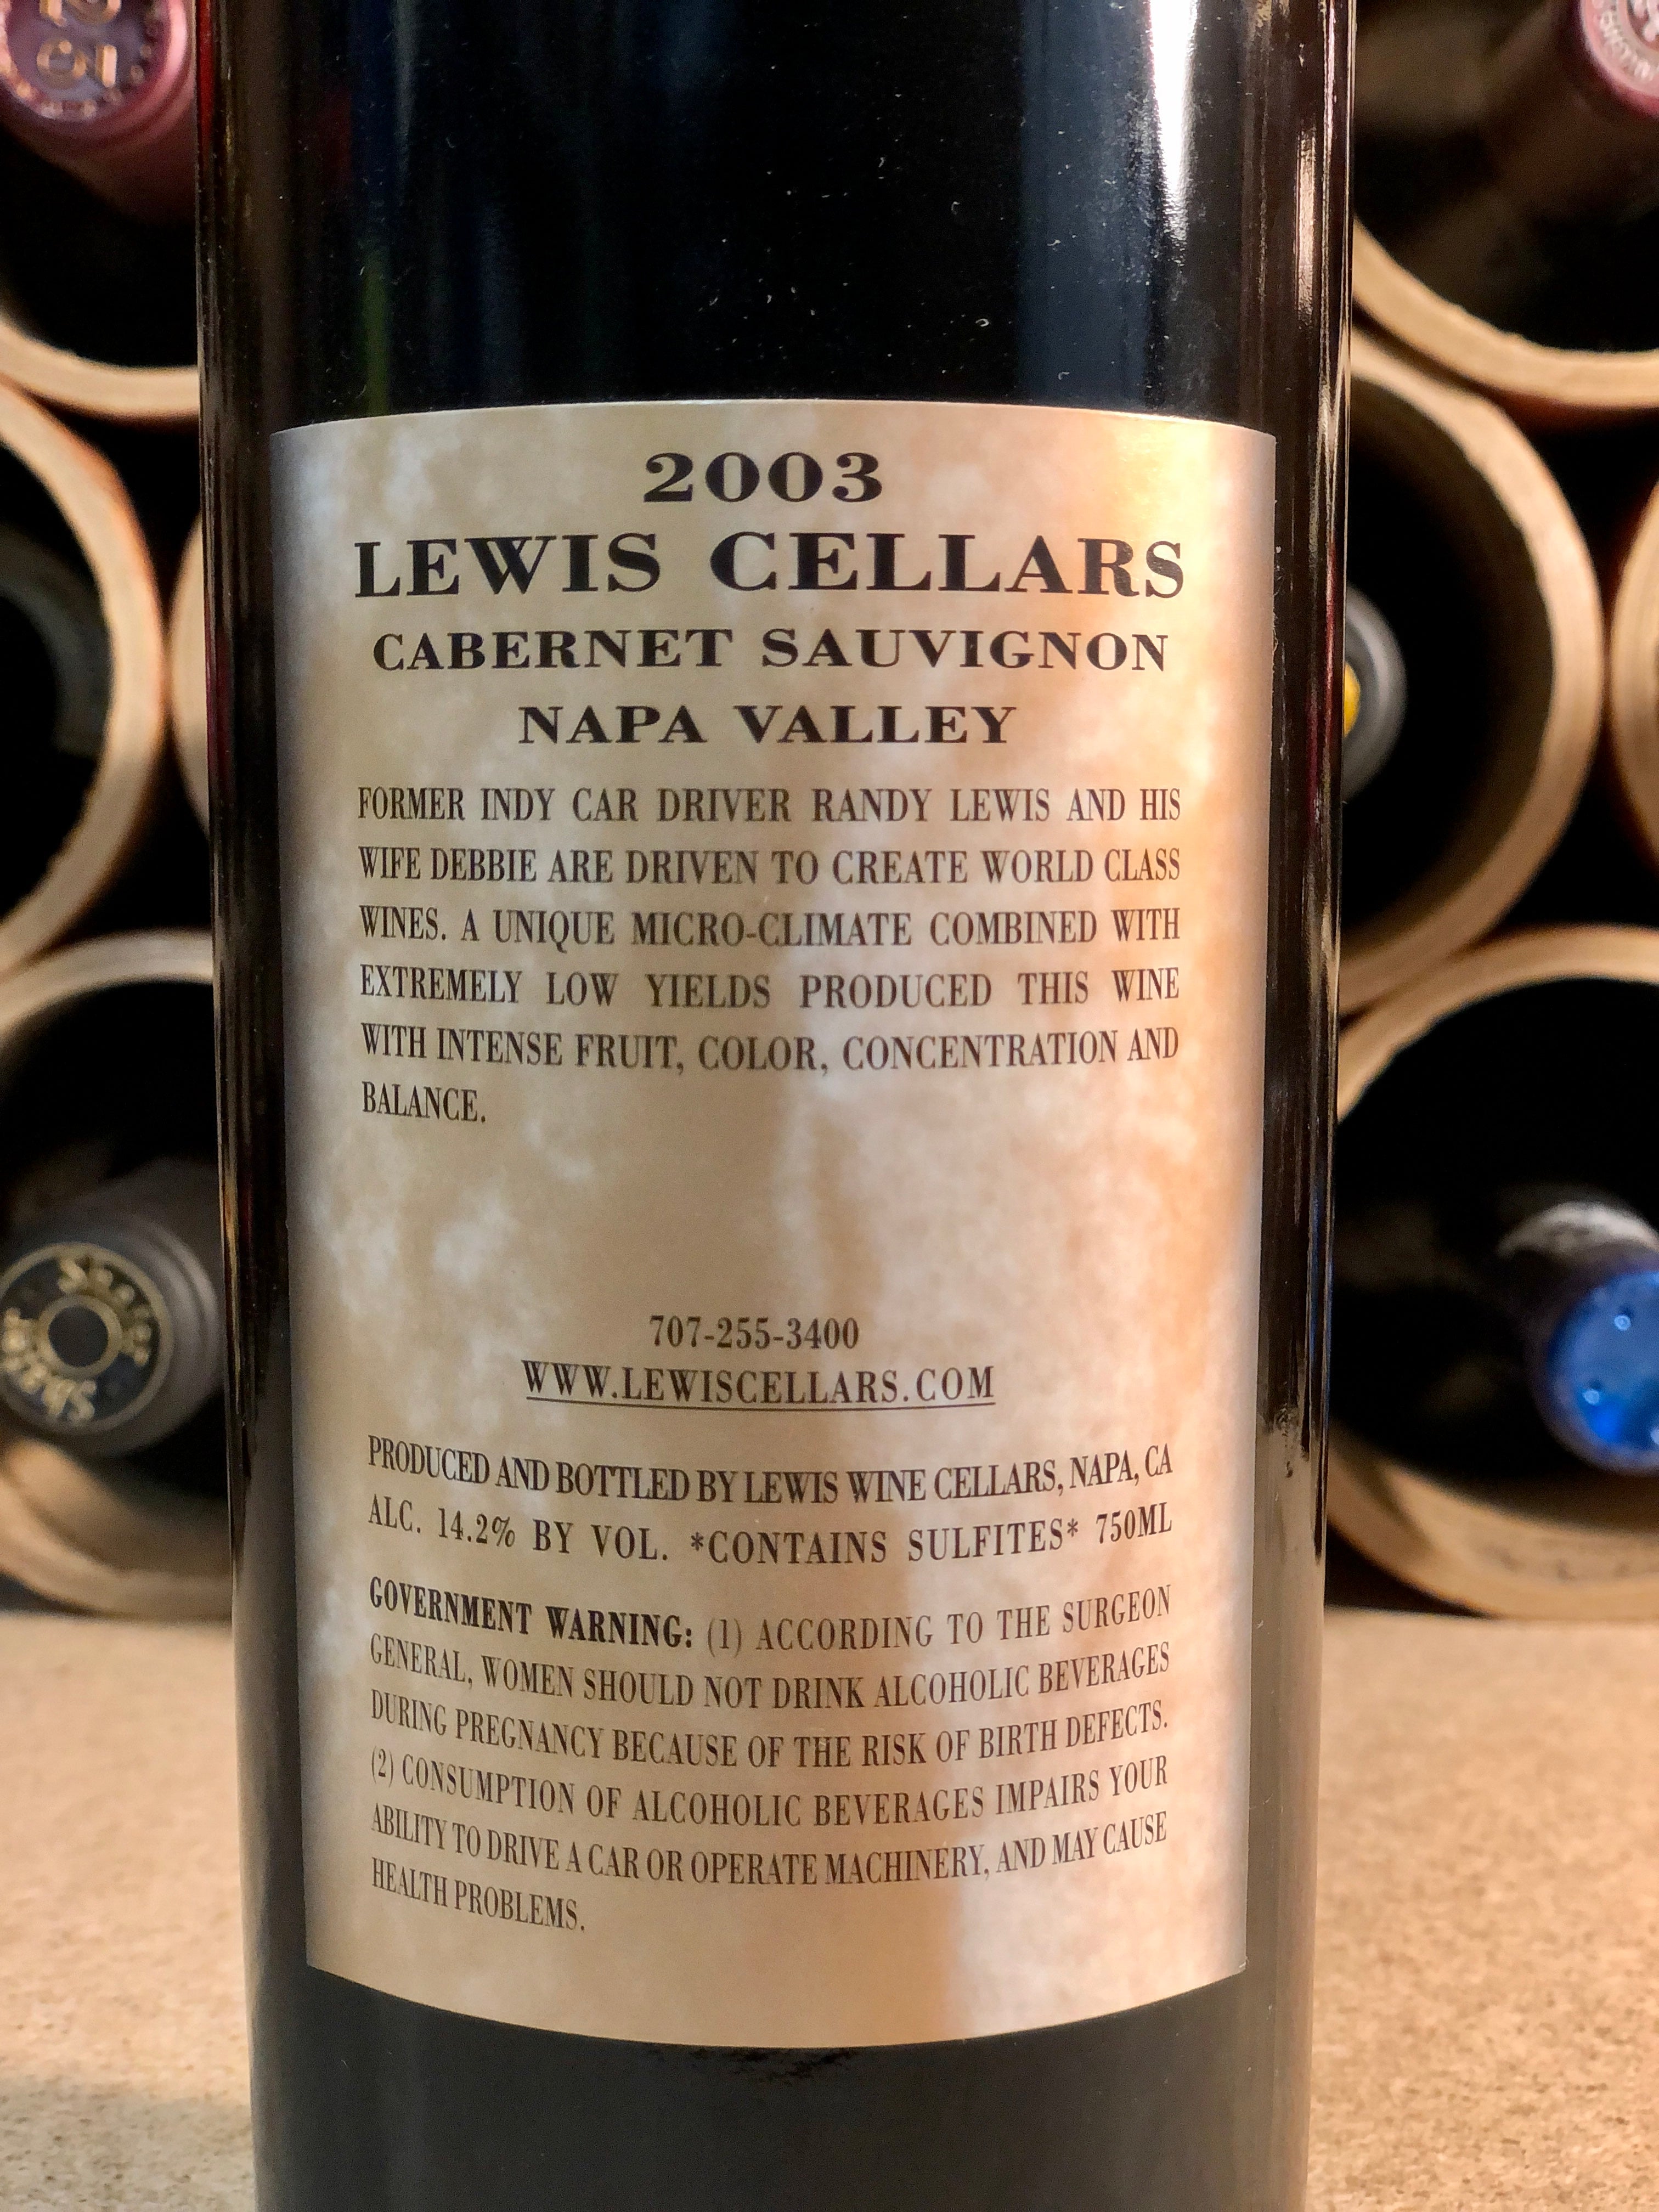 2003
LEWIS CELLARS
CABERNET SAUVIGNON
NAPA VALLEY
FORMER INDY CAR DRIVER RANDY LEWIS AND HIS
WIFE DEBBIE ARE DRIVEN TO CREATE WORLD CLASS
WINES. A UNIQUE MICRO-CLIMATE COMBINED WITH
EXTREMELY LOW YIELDS PRODUCED THIS WINE
WITH INTENSE FRUIT, COLOR, CONCENTRATION AND
BALANCE.
707-255-3400
WWW.LEWISCELLARS.COM
PRODUCED AND BOTTLED BY LEWIS WINE CELLARS, NAPA, CA
ALC. 14.2% BY VOL. *CONTAINS SULFITES* 750ML
GOVERNMENT WARNING: (1) ACCORDING TO THE SURGEON
GENERAL, WOMEN SHOULD NOT DRINK ALCOHOLIC BEVERAGES
DURING PREGNANCY BECAUSE OF THE RISK OF BIRTH DEFECTS.
(2) CONSUMPTION OF ALCOHOLIC BEVERAGES IMPAIRS YOUR
ABILITY TO DRIVE A CAR OR OPERATE MACHINERY, AND MAY CAUSE
HEALTH PROBLEMS.
Shafer
Shafer